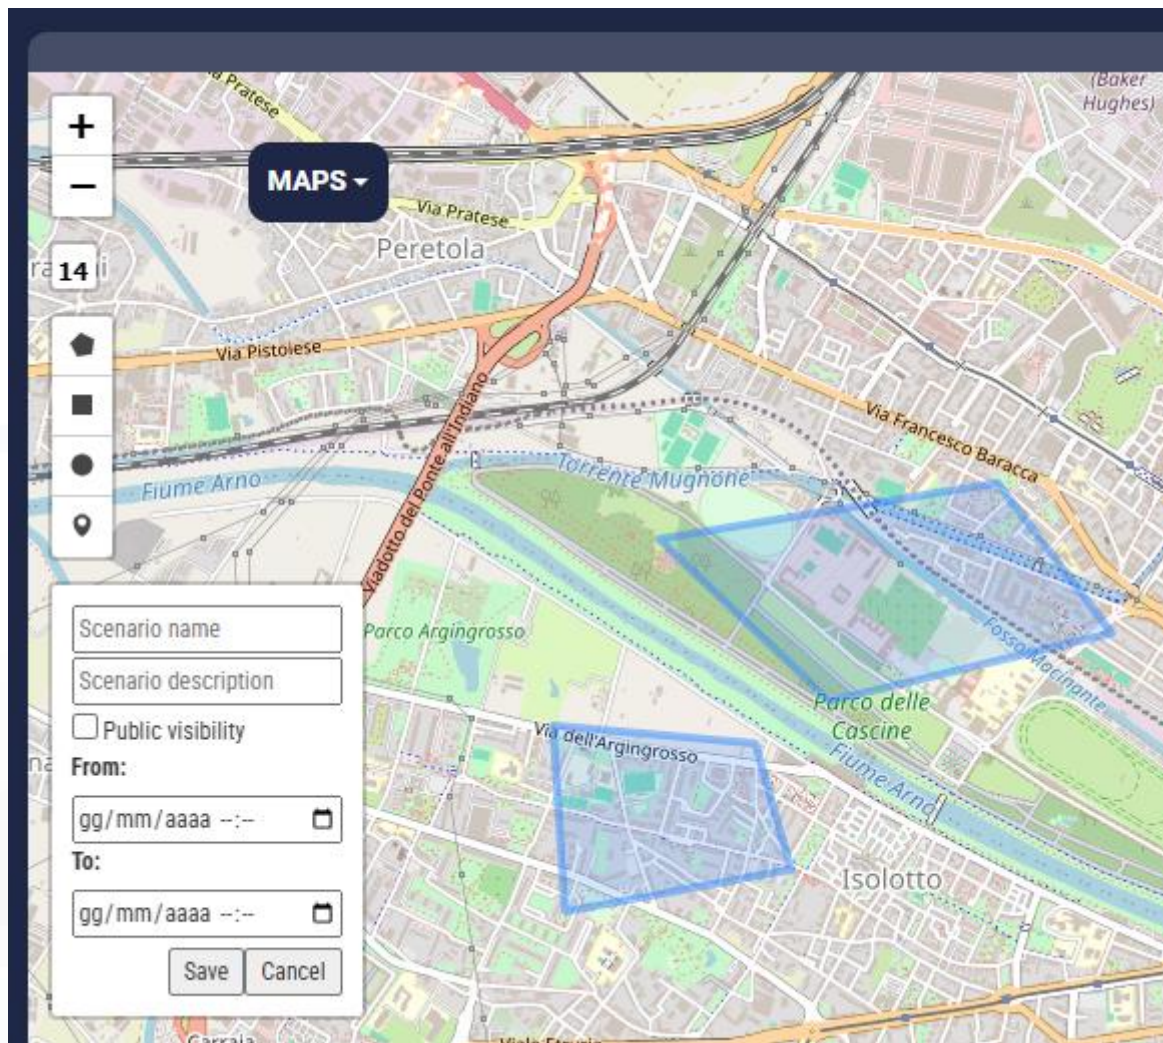 (Baker
Hughes)
Via Pratese
+
−
MAPS
Via Pratese
Peretola
14
Via Pistoiese
Viadotto del Ponte all'Indiano
Via Francesco Baracca
Fiume Arno
Torrente Mugnone
Scenario name
Scenario description
Public visibility
From:
gg/mm/aaaa --:--
To:
gg/mm/aaaa --:--
Save
Cancel
Parco Argingrosso
Fosso Macinante
Parco delle
Cascine
Via dell'Argingrosso
Fiume Arno
Isolotto